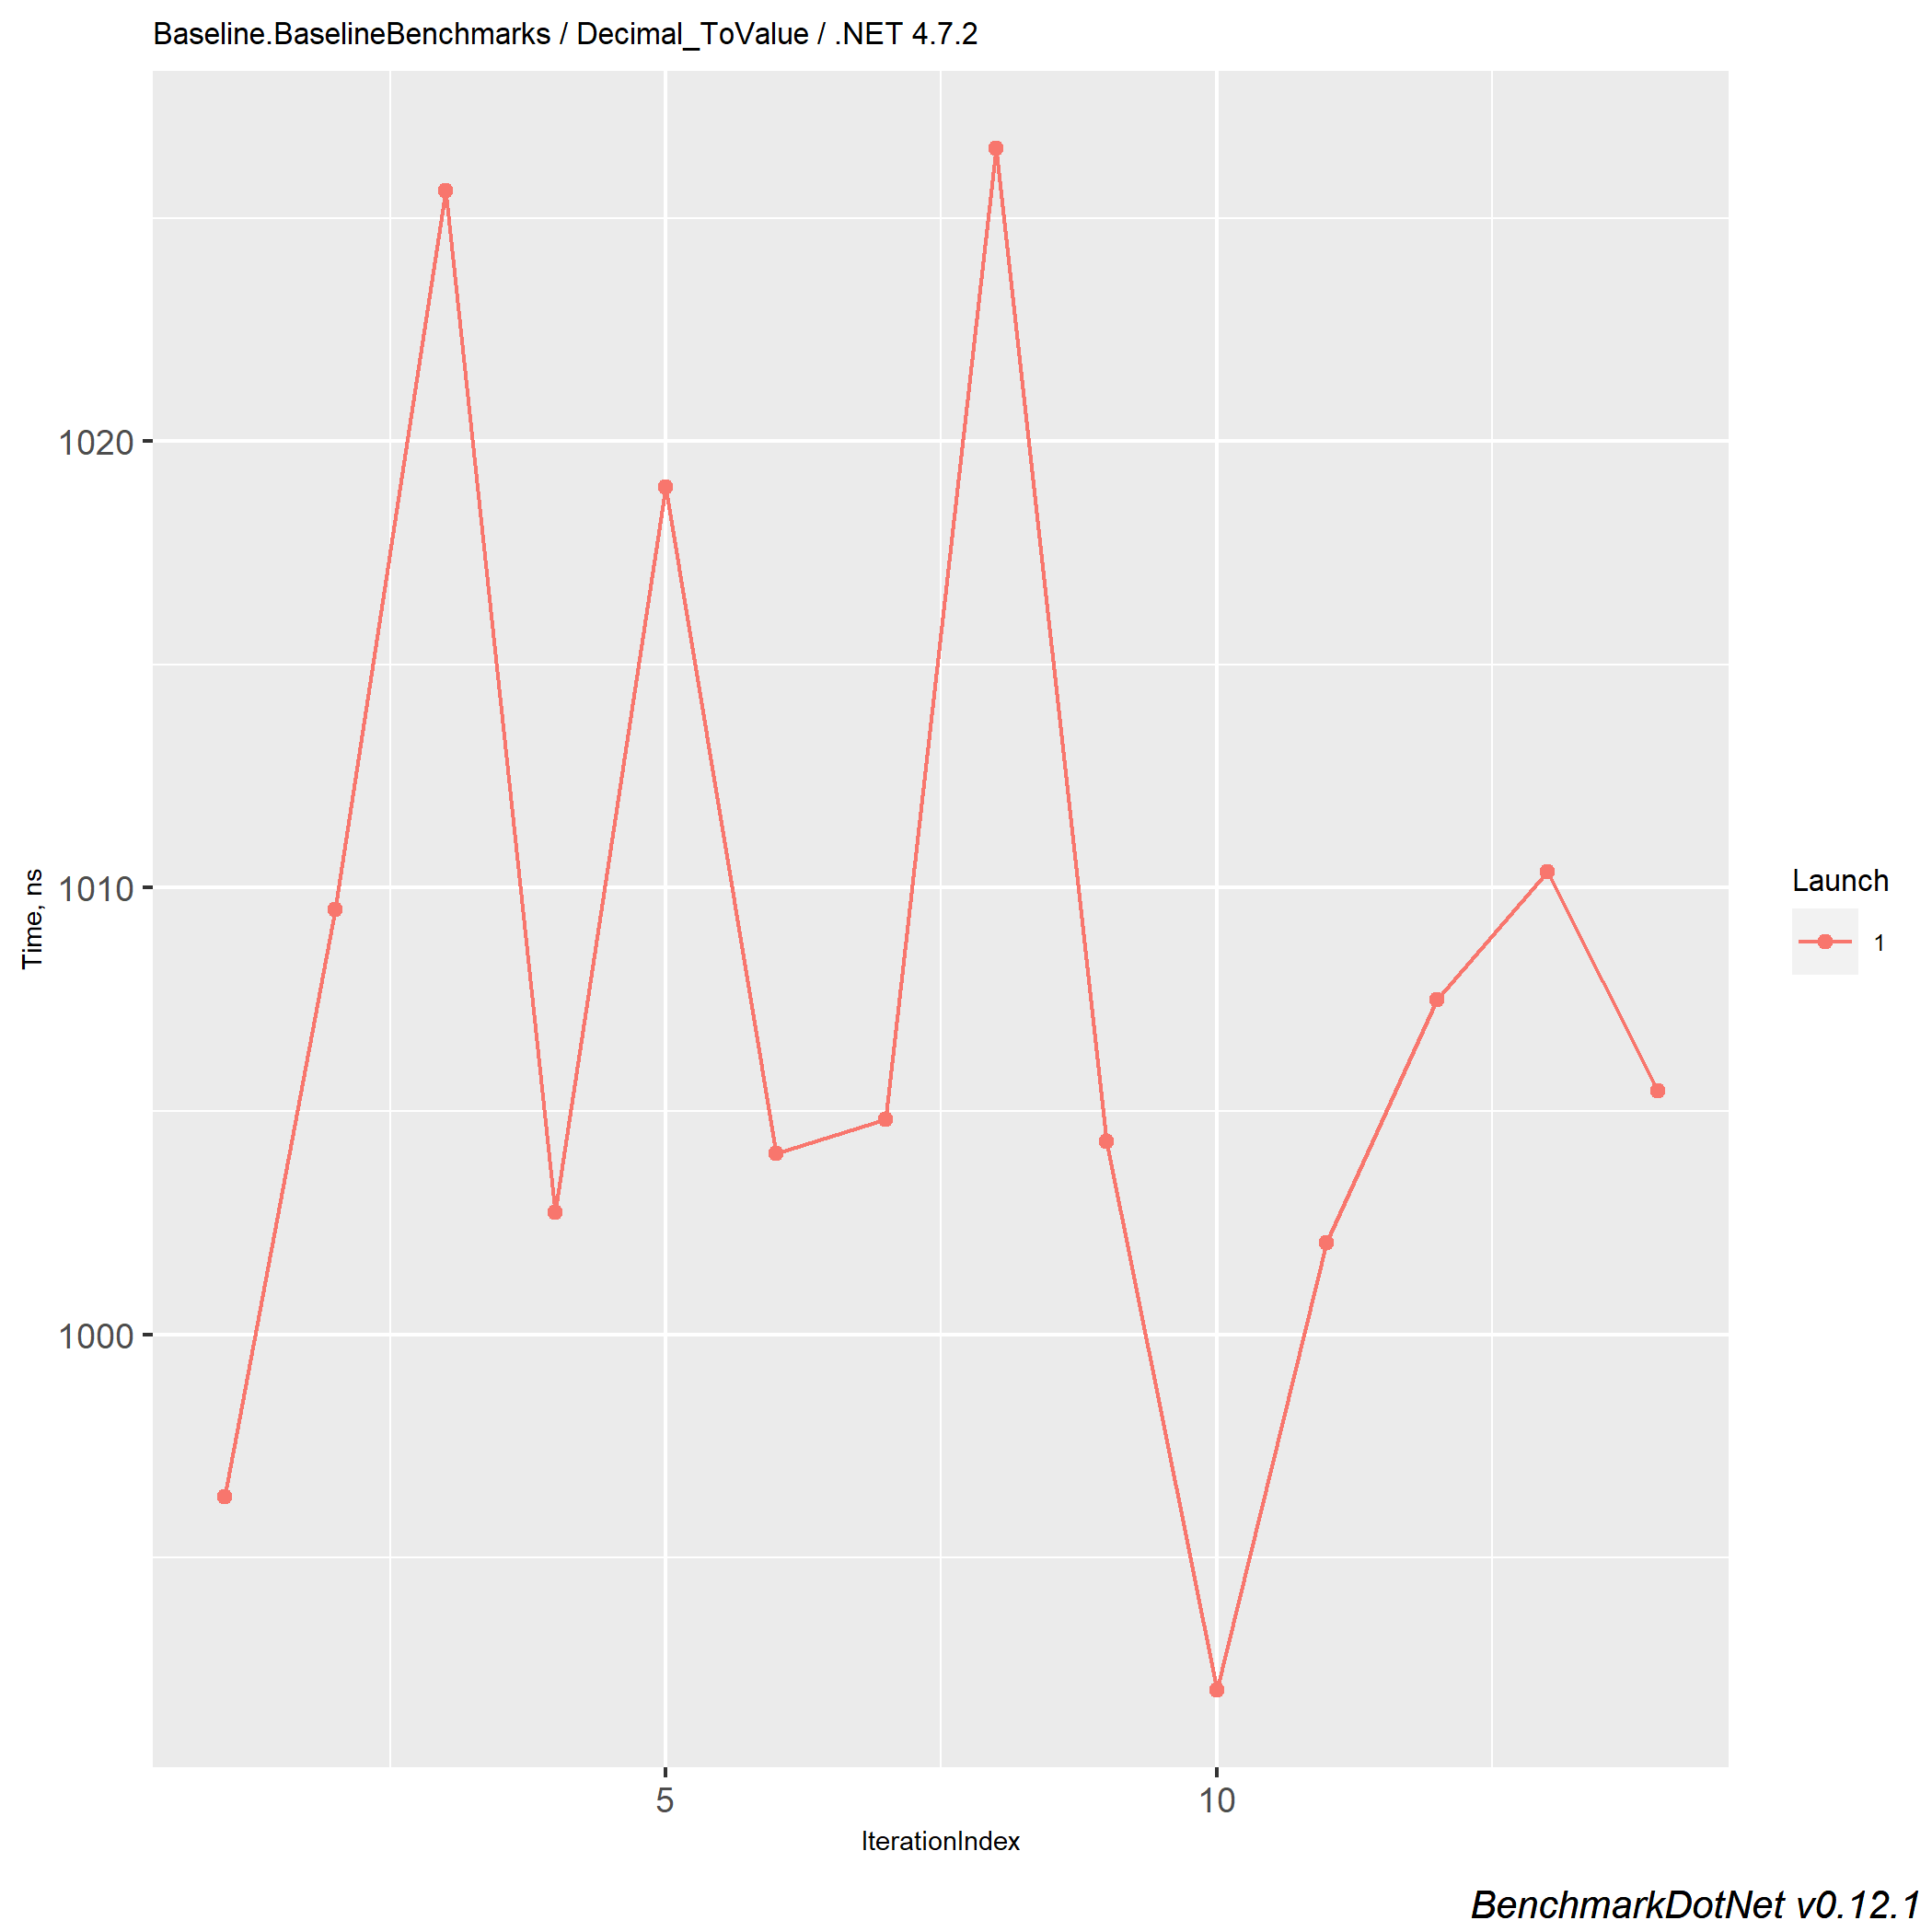 Baseline.BaselineBenchmarks / Decimal_ToValue / .NET 4.7.2
Time, ns
1020
1010
1000
5
10
IterationIndex
Launch
1
BenchmarkDotNet v0.12.1